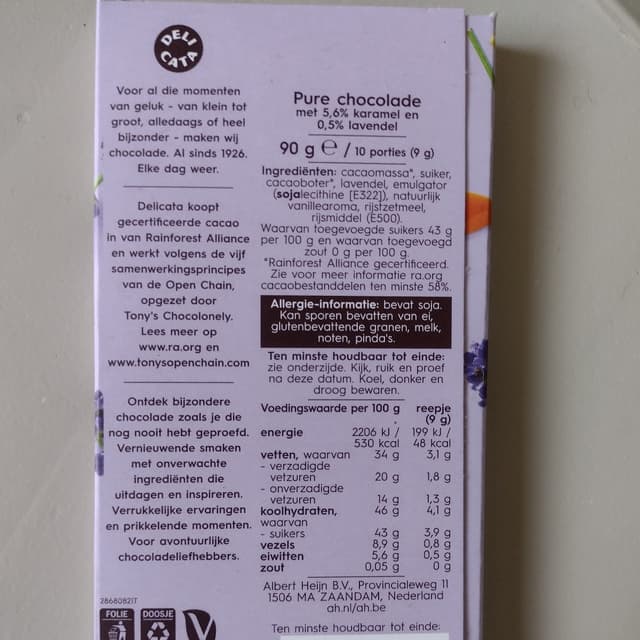 DELI
CATA
Voor al die momenten
van geluk - van klein tot
groot, alledaags of heel
bijzonder - maken wij
chocolade. Al sinds 1926.
Elke dag weer.
Delicata koopt
gecertificeerde cacao
in van Rainforest Alliance
en werkt volgens de vijf
samenwerkingsprincipes
van de Open Chain,
opgezet door
Tony's Chocolonely.
Lees meer op
www.ra.org en
www.tonysopenchain.com
Ontdek bijzondere
chocolade zoals je die
nog nooit hebt geproefd.
Vernieuwende smaken
met onverwachte
ingrediënten die
uitdagen en inspireren.
Verrukkelijke ervaringen
en prikkelende momenten.
Voor avontuurlijke
chocoladeliefhebbers.
2868082IT
FOLIE DOOSJE
V
Pure chocolade
met 5,6% karamel en
0,5% lavendel
90 g e / 10 porties (9 g)
Ingrediënten: cacaomassa*, suiker,
cacaoboter*, lavendel, emulgator
(sojalecithine [E322]), natuurlijk
vanillearoma, rijstzetmeel,
rijsmiddel (E500).
Waarvan toegevoegde suikers 43 g
per 100 g en waarvan toegevoegd
zout 0 g per 100 g.
*Rainforest Alliance gecertificeerd.
Zie voor meer informatie ra.org
cacaobestanddelen ten minste 58%.
Allergie-informatie: bevat soja.
Kan sporen bevatten van ei,
glutenbevattende granen, melk,
noten, pinda's.
Ten minste houdbaar tot einde:
zie onderzijde. Kijk, ruik en proef
na deze datum. Koel, donker en
droog bewaren.
Voedingswaarde per 100 g reepje
(9 g)
energie 2206 kJ / 199 kJ /
530 kcal 48 kcal
vetten, waarvan 34 g 3,1 g
- verzadigde
vetzuren 20 g 1,8 g
- onverzadigde
vetzuren 14 g 1,3 g
koolhydraten, 46 g 4,1 g
waarvan
- suikers 43 g 3,9 g
vezels 8,9 g 0,8 g
eiwitten 5,6 g 0,5 g
zout 0,05 g 0 g
Albert Heijn B.V., Provincialeweg 11
1506 MA ZAANDAM, Nederland
ah.nl/ah.be
Ten minste houdbaar tot einde: